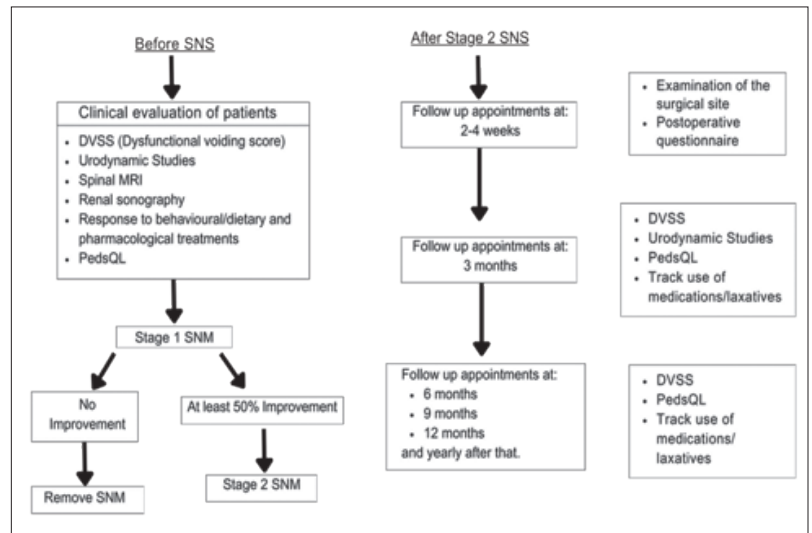 Before SNS
Clinical evaluation of patients
• DVSS (Dysfunctional voiding score)
• Urodynamic Studies
• Spinal MRI
• Renal sonography
• Response to behavioural/dietary and
pharmacological treatments
• PedsQL
Stage 1 SNM
No
Improvement
At least 50% Improvement
Remove SNM
Stage 2 SNM
After Stage 2 SNS
Follow up appointments at:
2-4 weeks
• Examination of the
surgical site
• Postoperative
questionnaire
Follow up appointments at:
3 months
• DVSS
• Urodynamic Studies
• PedsQL
• Track use of
medications/laxatives
Follow up appointments at:
• 6 months
• 9 months
• 12 months
and yearly after that.
• DVSS
• PedsQL
• Track use of
medications/
laxatives